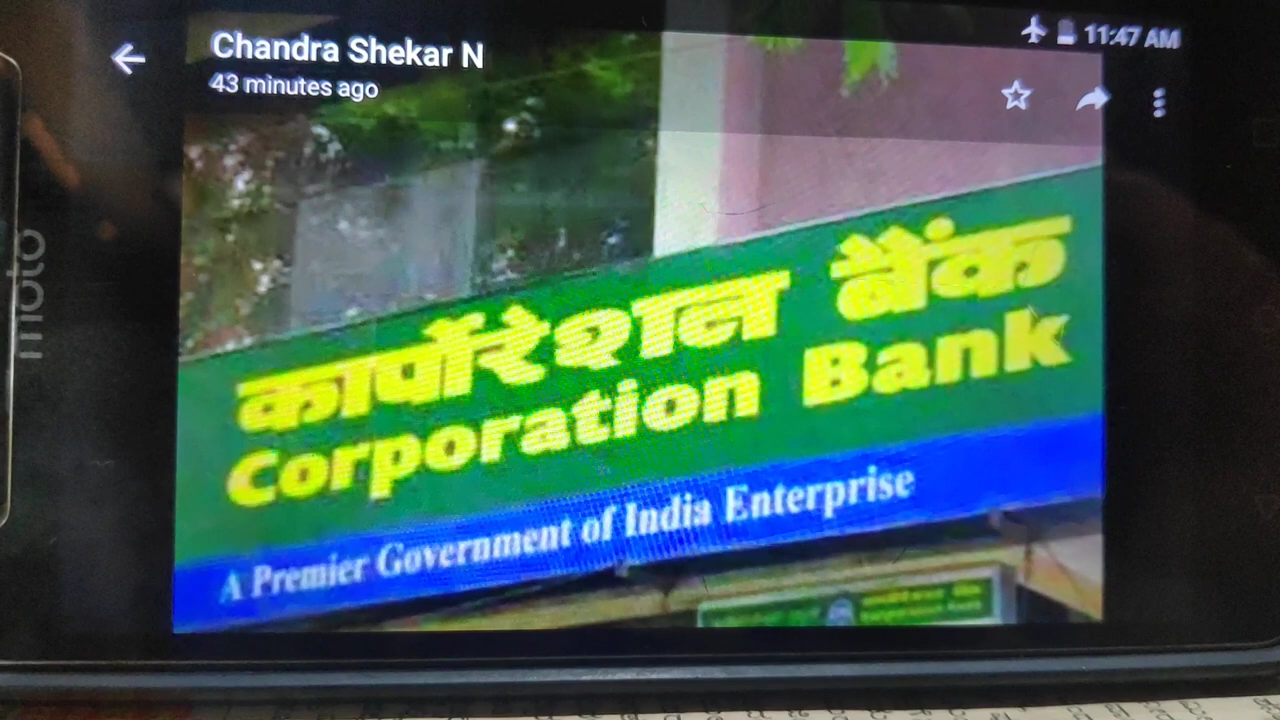 Chandra Shekar N
43 minutes ago
11:47 AM
moto
कार्पोरेशन बैंक
Corporation Bank
A Premier Government of India Enterprise